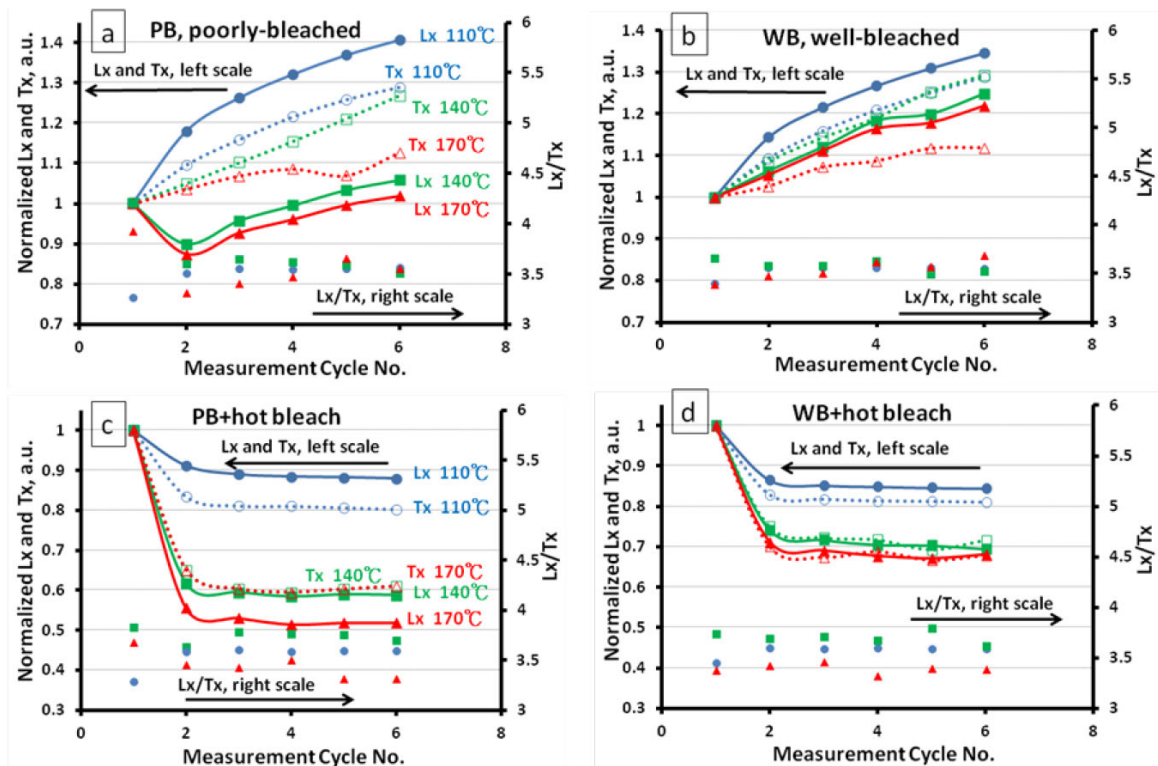 a
PB, poorly-bleached
Normalized Lx and Tx, a.u.
1.4
1.3
1.2
1.1
1
0.9
0.8
0.7
Lx and Tx, left scale
Lx 110℃
Tx 110℃
Tx 140℃
Tx 170℃
Lx 140℃
Lx 170℃
Lx/Tx, right scale
6
5.5
5
4.5
4
3.5
3
Lx/Tx
0 2 4 6 8
Measurement Cycle No.
b
WB, well-bleached
Normalized Lx and Tx, a.u.
1.4
1.3
1.2
1.1
1
0.9
0.8
0.7
Lx and Tx, left scale
Lx/Tx, right scale
6
5.5
5
4.5
4
3.5
3
Lx/Tx
0 2 4 6 8
Measurement Cycle No.
c
PB+hot bleach
Normalized Lx and Tx, a.u.
1
0.9
0.8
0.7
0.6
0.5
0.4
0.3
Lx and Tx, left scale
Lx 110℃
Tx 110℃
Tx 140℃
Tx 170℃
Lx 140℃
Lx 170℃
Lx/Tx, right scale
6
5.5
5
4.5
4
3.5
3
Lx/Tx
0 2 4 6 8
Measurement Cycle No.
d
WB+hot bleach
Normalized Lx and Tx, a.u.
1
0.9
0.8
0.7
0.6
0.5
0.4
0.3
Lx and Tx, left scale
Lx/Tx, right scale
6
5.5
5
4.5
4
3.5
3
Lx/Tx
0 2 4 6 8
Measurement Cycle No.